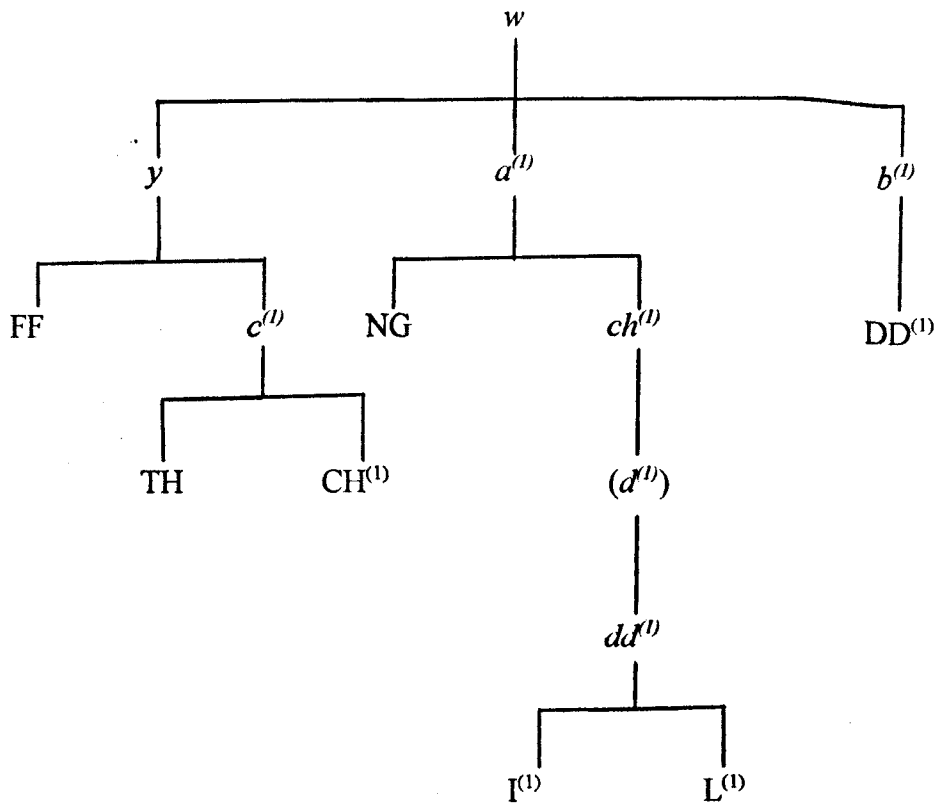 w
y a⁽¹⁾ b⁽¹⁾
FF c⁽¹⁾ NG ch⁽¹⁾ DD⁽¹⁾
TH CH⁽¹⁾ (d⁽¹⁾)
dd⁽¹⁾
I⁽¹⁾ L⁽¹⁾